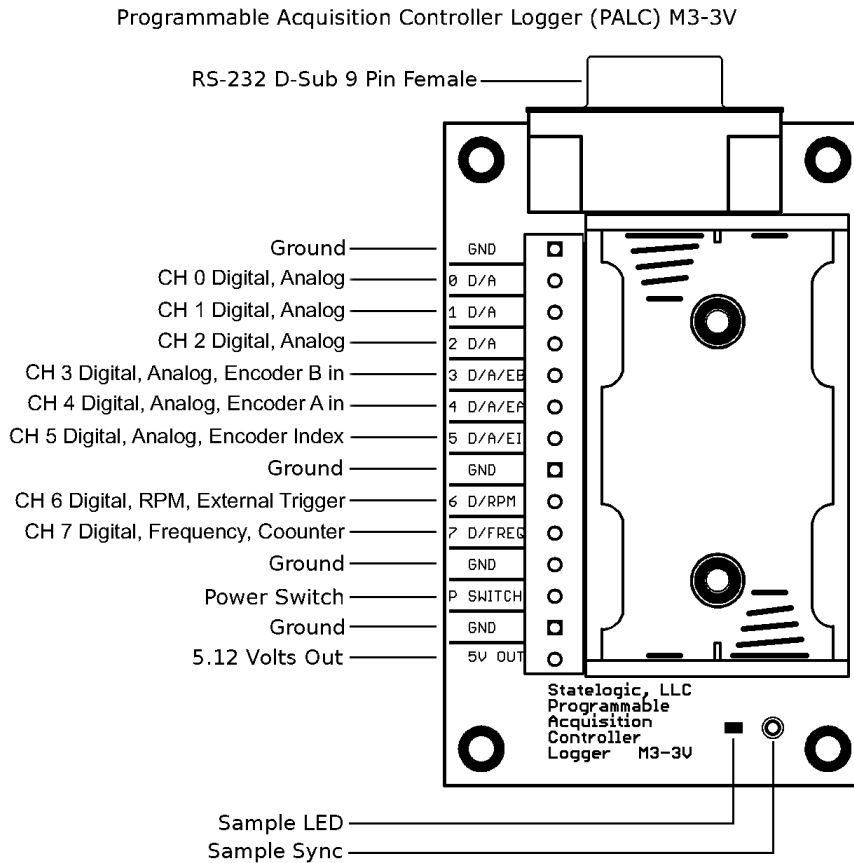 Programmable Acquisition Controller Logger (PALC) M3-3V
RS-232 D-Sub 9 Pin Female
Ground GND
CH 0 Digital, Analog 0 D/A
CH 1 Digital, Analog 1 D/A
CH 2 Digital, Analog 2 D/A
CH 3 Digital, Analog, Encoder B in 3 D/A/EB
CH 4 Digital, Analog, Encoder A in 4 D/A/EA
CH 5 Digital, Analog, Encoder Index 5 D/A/EI
Ground GND
CH 6 Digital, RPM, External Trigger 6 D/RPM
CH 7 Digital, Frequency, Coounter 7 D/FREQ
Ground GND
Power Switch P SWITCH
Ground GND
5.12 Volts Out 5V OUT
Statelogic, LLC
Programmable
Acquisition
Controller
Logger M3-3V
Sample LED
Sample Sync